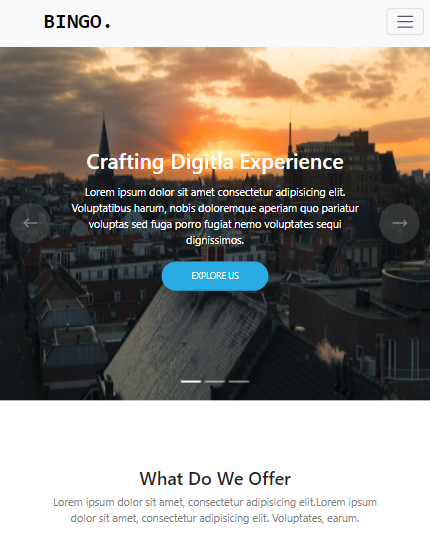 BINGO.
Crafting Digitla Experience
Lorem ipsum dolor sit amet consectetur adipisicing elit.
Voluptatibus harum, nobis doloremque aperiam quo pariatur
voluptas sed fuga porro fugiat nemo voluptates sequi
dignissimos.
EXPLORE US
What Do We Offer
Lorem ipsum dolor sit amet, consectetur adipisicing elit.Lorem ipsum
dolor sit amet, consectetur adipisicing elit. Voluptates, earum.